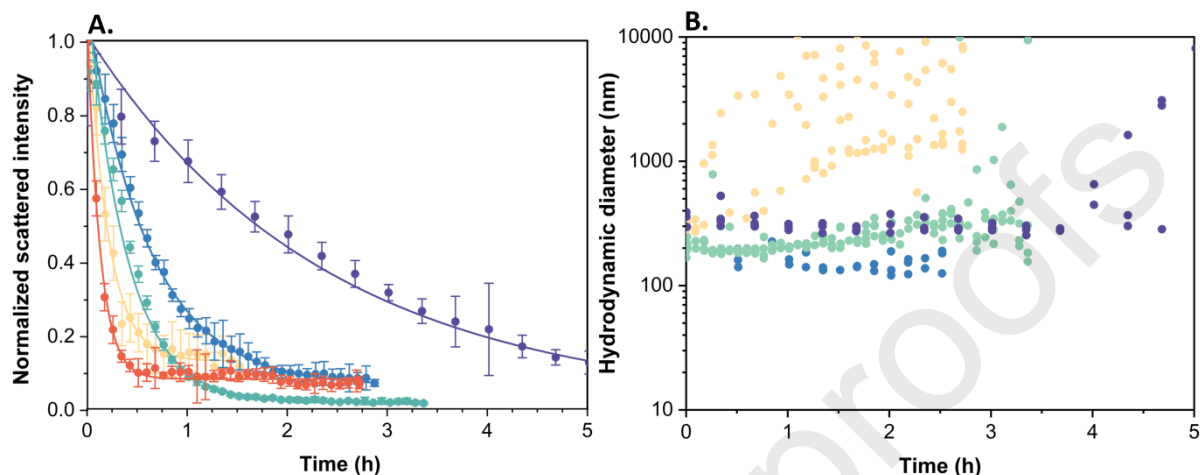 A.
1.0
0.8
0.6
0.4
0.2
0.0
0 1 2 3 4 5
Normalized scattered intensity
Time (h)
B.
10000
1000
100
10
0 1 2 3 4 5
Hydrodynamic diameter (nm)
Time (h)
proofs